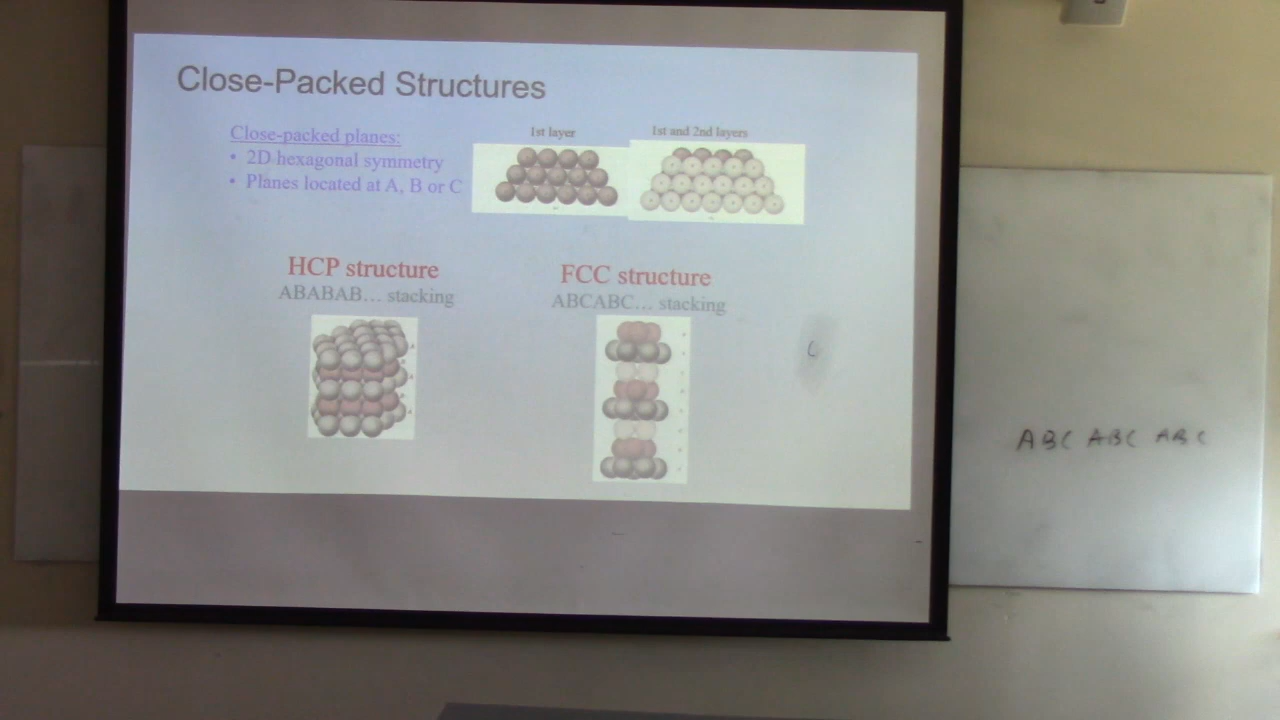 Close-Packed Structures
Close-packed planes:
• 2D hexagonal symmetry
• Planes located at A, B or C
1st layer
1st and 2nd layers
HCP structure
ABABAB... stacking
FCC structure
ABCABC... stacking
ABC ABC ABC